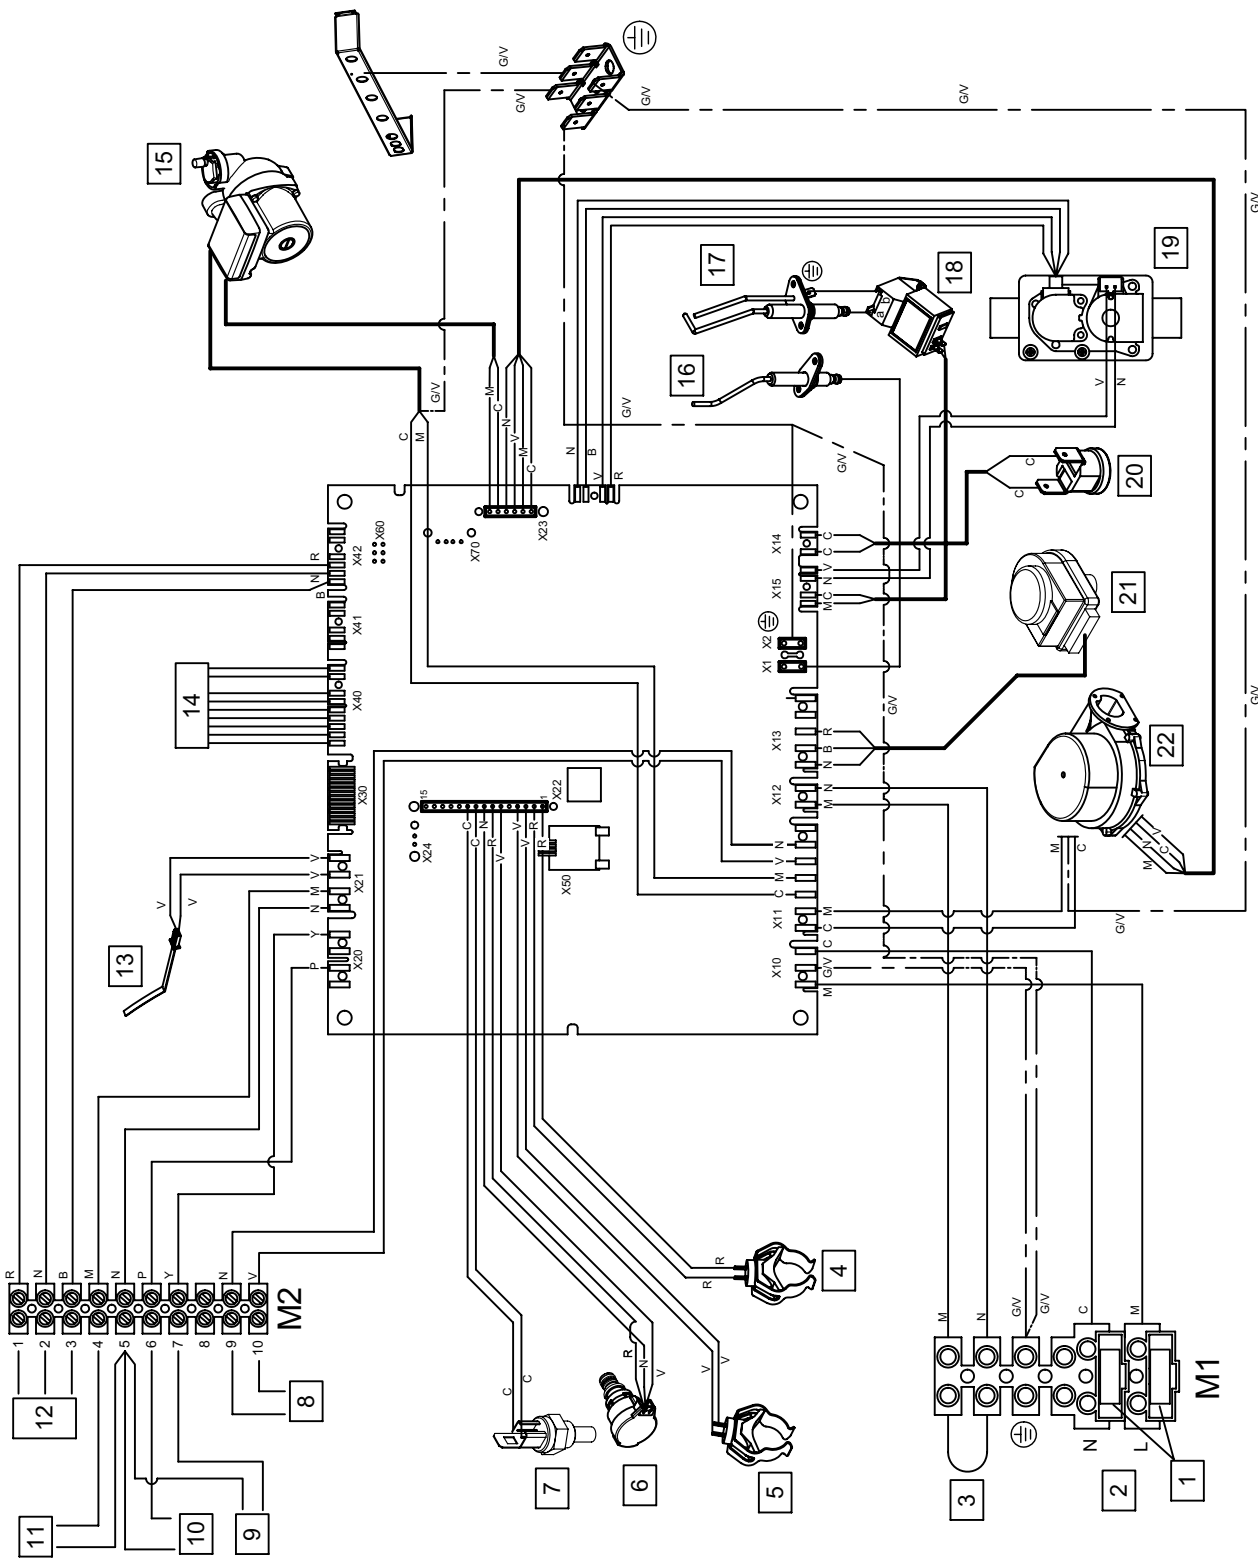 15
G/V
G/V
G/V
G/V
G/V
G/V
C
M
M
C
N
V
M
C
X23
X70
X60
X42
R
N
B
X41
X40
14
X30
X21
V
V
M
N
X20
Y
P
13
V
V
N
B
V
R
G/V
G/V
17
16
18
a
b
19
V
N
20
C
C
21
22
M
N
C
V
M
C
G/V
G/V
G/V
G/V
X14
C
C
X15
V
N
C
M
X2
X1
X13
R
B
N
X12
N
M
N
V
M
C
X11
M
C
X10
C
G/V
M
X24
15
1
X22
X50
C
C
N
R
V
V
V
R
R
R
N
B
M
N
P
Y
N
V
1
2
3
4
5
6
7
8
9
10
M2
12
11
10
9
8
C
C
7
R
N
V
6
V
V
5
R
R
4
M
N
G/V
G/V
C
M
N
L
M1
3
2
1